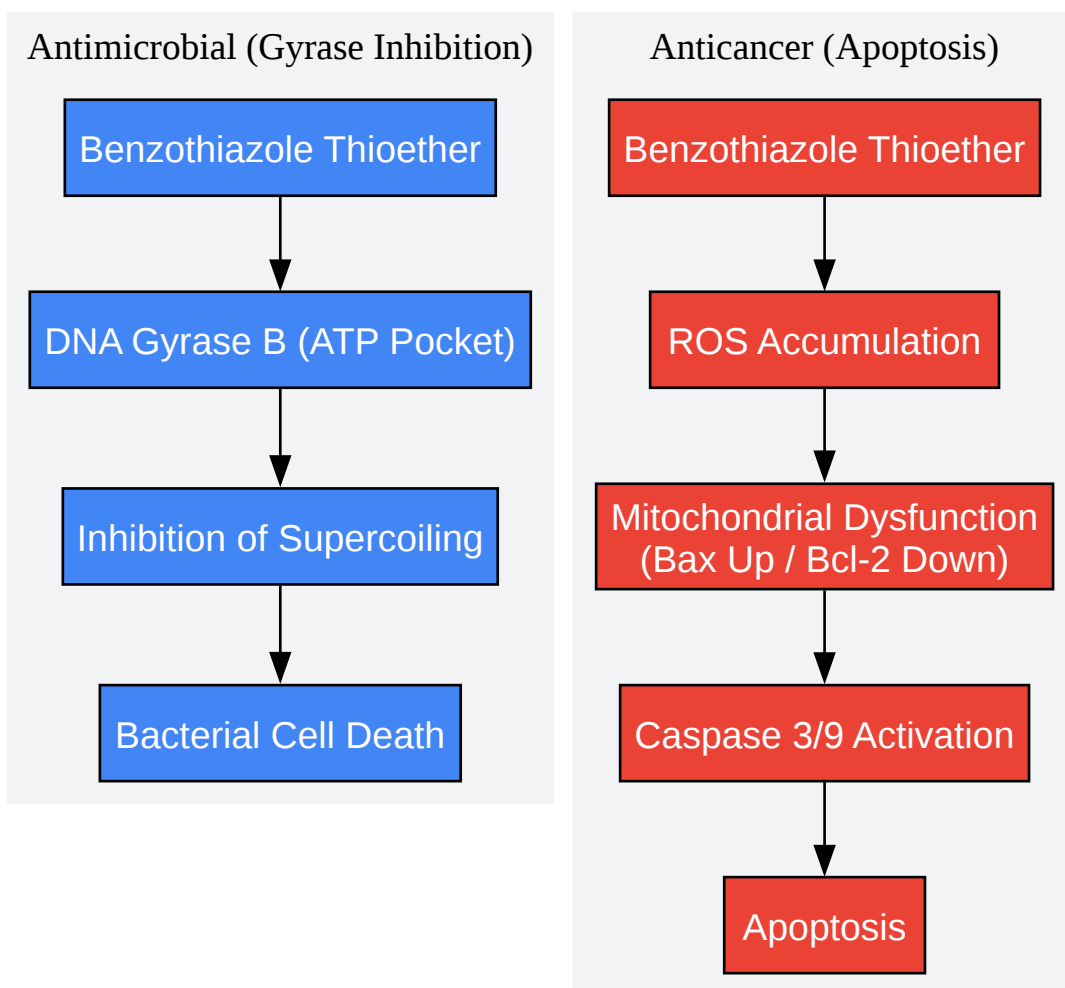 Antimicrobial (Gyrase Inhibition)
Benzothiazole Thioether
DNA Gyrase B (ATP Pocket)
Inhibition of Supercoiling
Bacterial Cell Death
Anticancer (Apoptosis)
Benzothiazole Thioether
ROS Accumulation
Mitochondrial Dysfunction
(Bax Up / Bcl-2 Down)
Caspase 3/9 Activation
Apoptosis